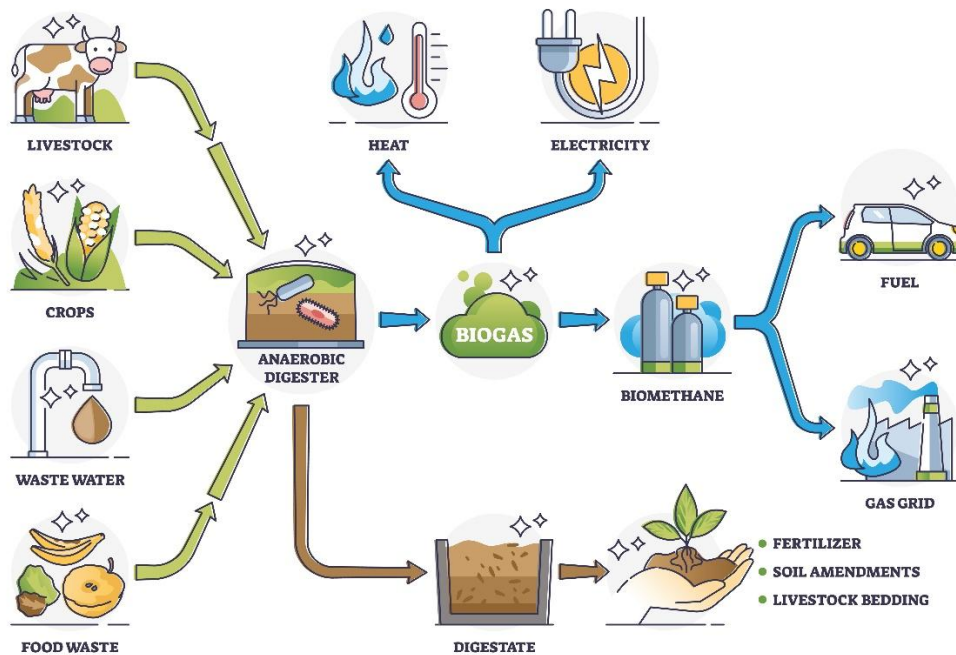 LIVESTOCK
HEAT
ELECTRICITY
CROPS
ANAEROBIC
DIGESTER
BIOGAS
BIOMETHANE
FUEL
WASTE WATER
GAS GRID
FOOD WASTE
DIGESTATE
• FERTILIZER
• SOIL AMENDMENTS
• LIVESTOCK BEDDING